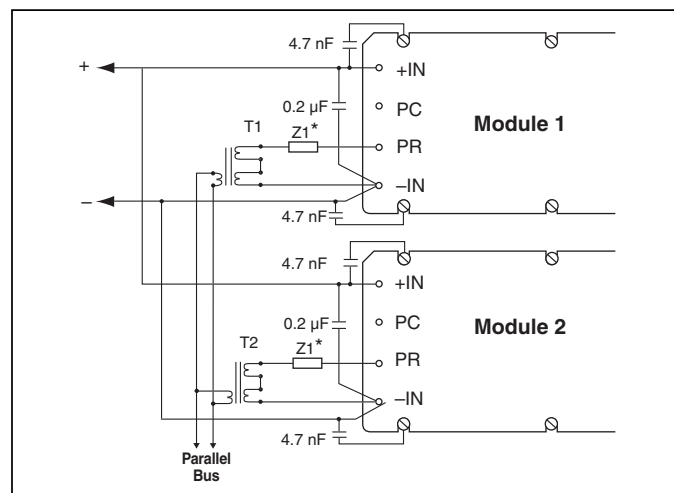 4.7 nF
+
+IN
0.2 µF
PC
Module 1
T1
Z1*
PR
–
–IN
4.7 nF
4.7 nF
+IN
0.2 µF
PC
Module 2
T2
Z1*
PR
–IN
4.7 nF
Parallel
Bus